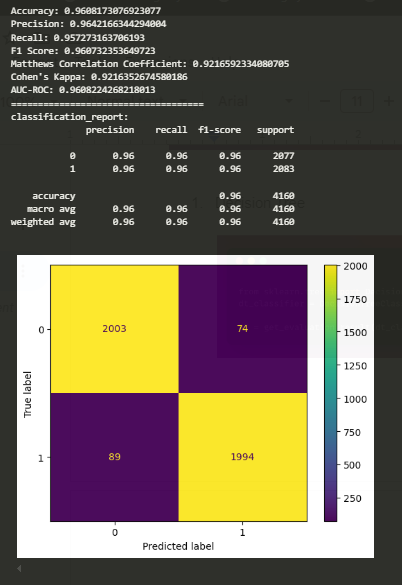 Accuracy: 0.9608173076923077
Precision: 0.9642166344294004
Recall: 0.957273163706193
F1 Score: 0.960732353649723
Matthews Correlation Coefficient: 0.9216592334080705
Cohen's Kappa: 0.9216352674580186
AUC-ROC: 0.9608224268218013
====================================
classification_report:
precision recall f1-score support
0 0.96 0.96 0.96 2077
1 0.96 0.96 0.96 2083
accuracy 0.96 4160
macro avg 0.96 0.96 0.96 4160
weighted avg 0.96 0.96 0.96 4160
2000
1750
1500
1250
1000
750
500
250
True label
0
1
2003
74
89
1994
0 1
Predicted label